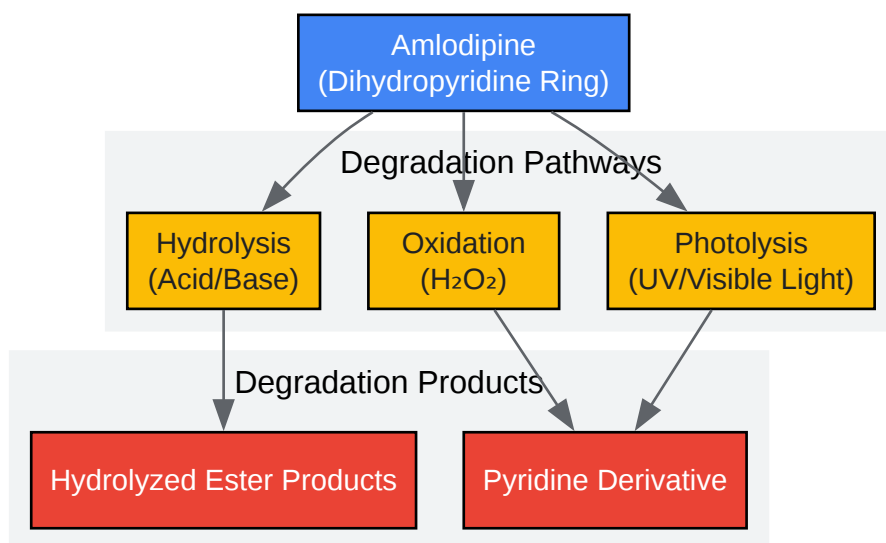 Amlodipine
(Dihydropyridine Ring)
Degradation Pathways
Hydrolysis
(Acid/Base)
Oxidation
(H₂O₂)
Photolysis
(UV/Visible Light)
Degradation Products
Hydrolyzed Ester Products
Pyridine Derivative